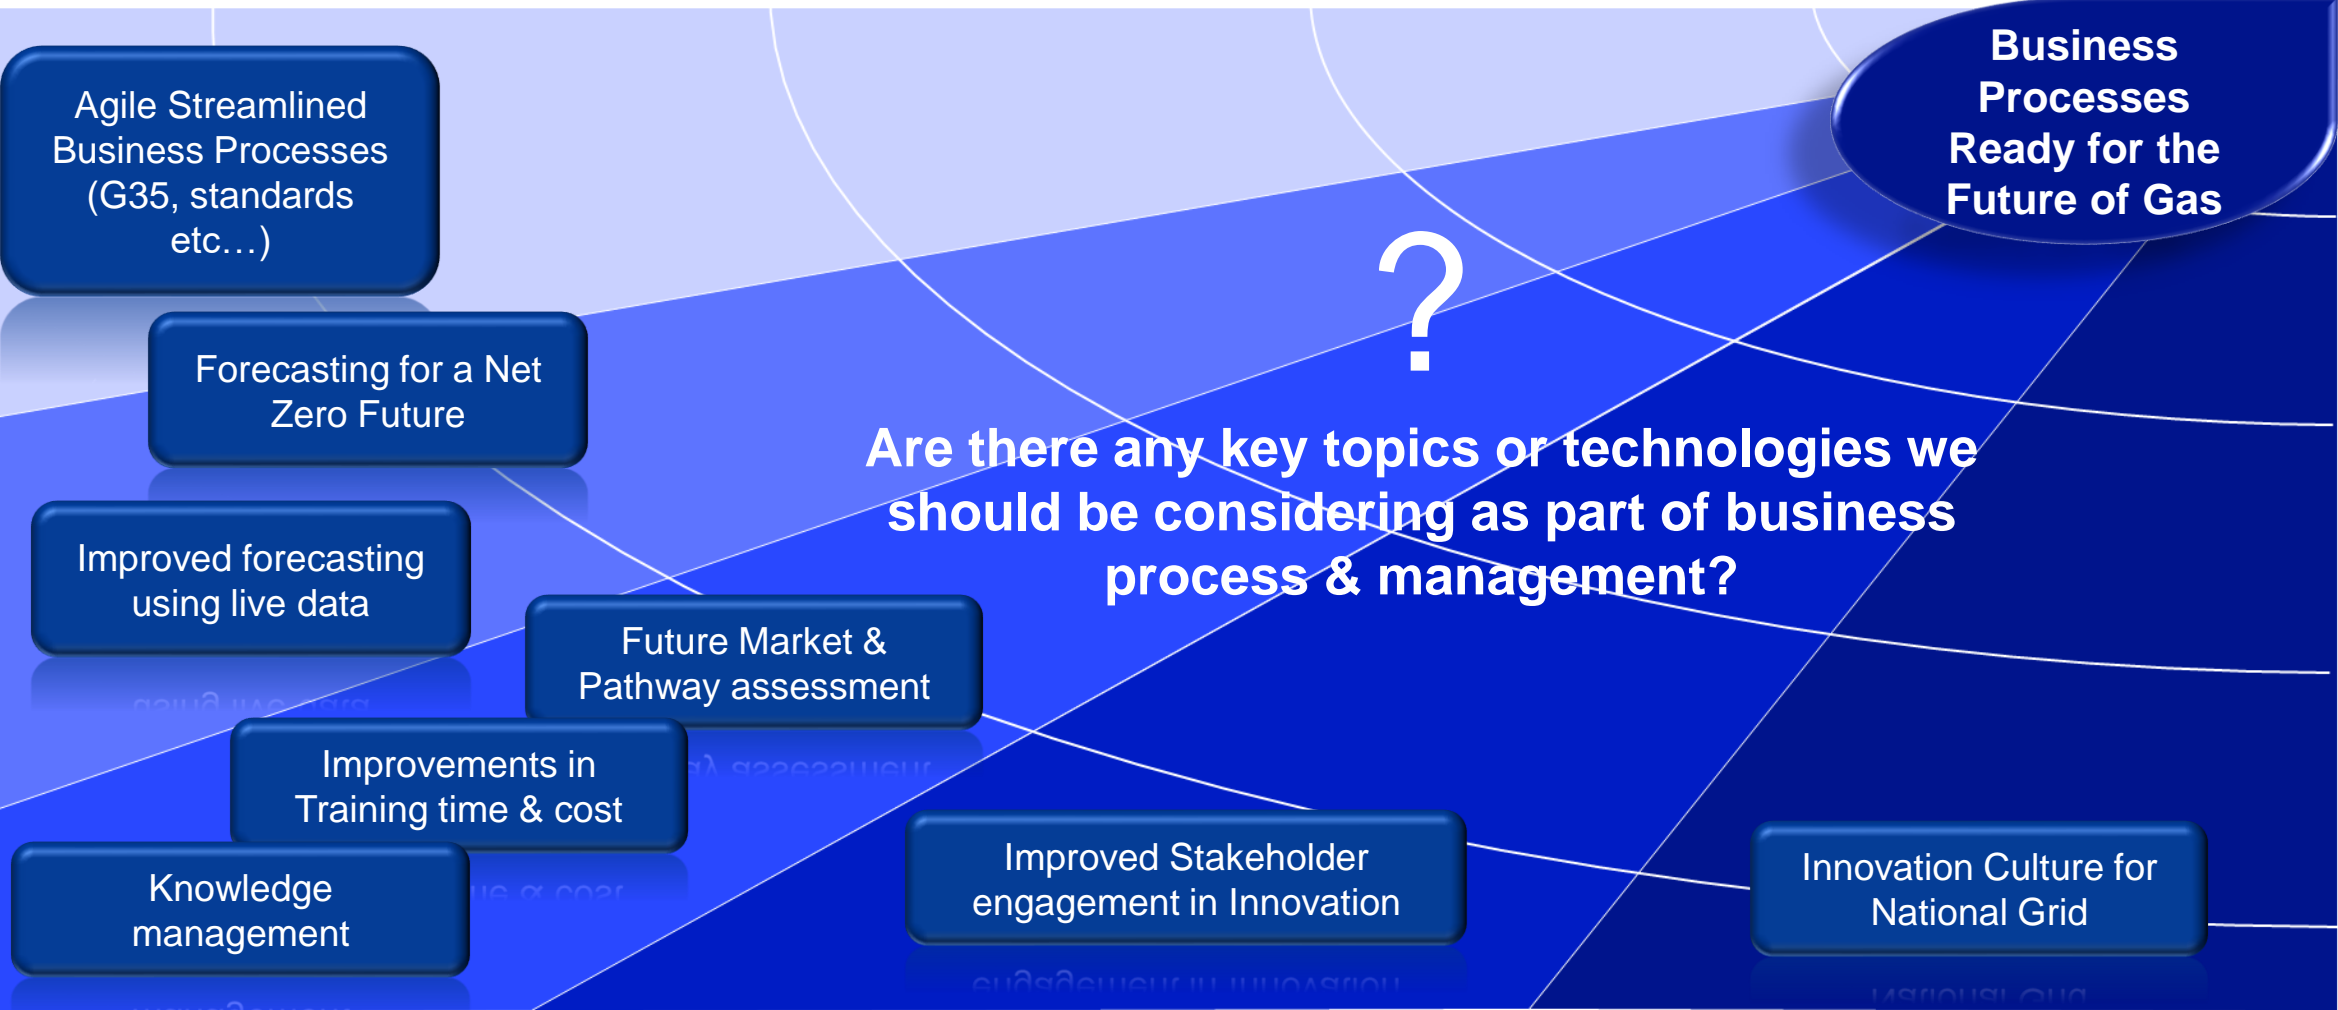 Business
Processes
Ready for the
Future of Gas
Agile Streamlined
Business Processes
(G35, standards
etc…)
?
Forecasting for a Net
Zero Future
Are there any key topics or technologies we
should be considering as part of business
process & management?
Improved forecasting
using live data
Future Market &
Pathway assessment
Improvements in
Training time & cost
Knowledge
management
Improved Stakeholder
engagement in Innovation
Innovation Culture for
National Grid